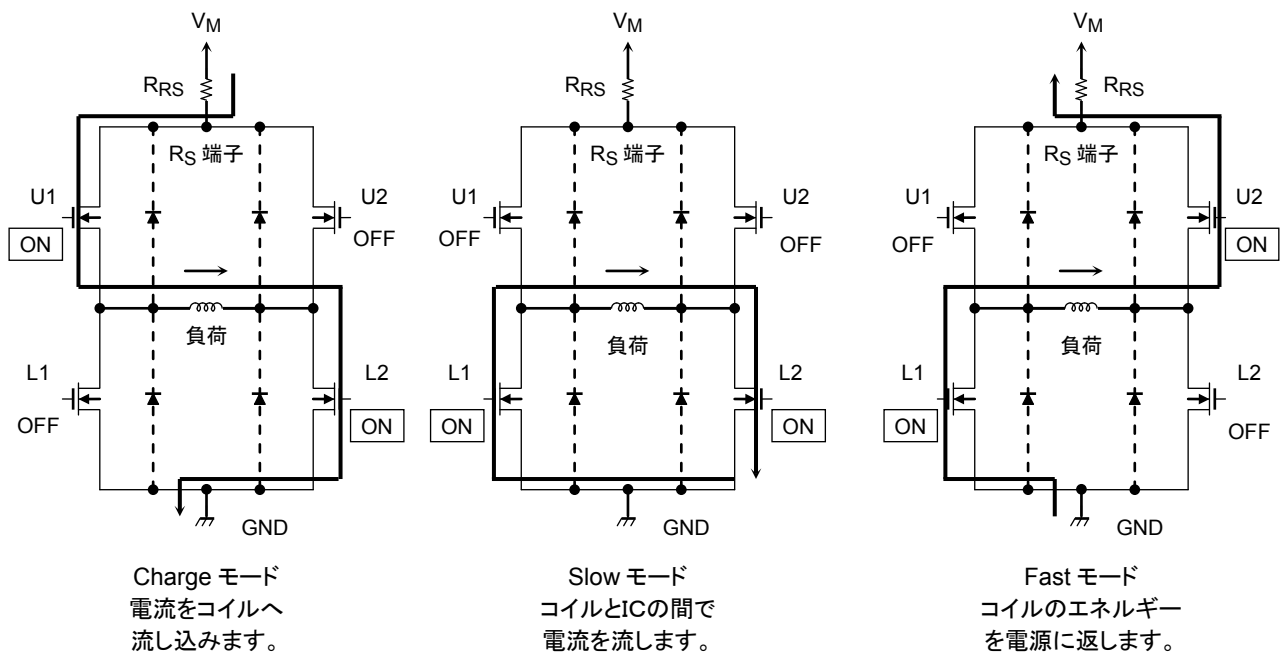 VM
RRS
RS 端子
U1
U2
ON
OFF
負荷
L1
L2
OFF
ON
GND
Charge モード
電流をコイルへ
流し込みます。
VM
RRS
RS 端子
U1
U2
OFF
OFF
負荷
L1
L2
ON
ON
GND
Slow モード
コイルとICの間で
電流を流します。
VM
RRS
RS 端子
U1
U2
OFF
ON
負荷
L1
L2
ON
OFF
GND
Fast モード
コイルのエネルギー
を電源に返します。